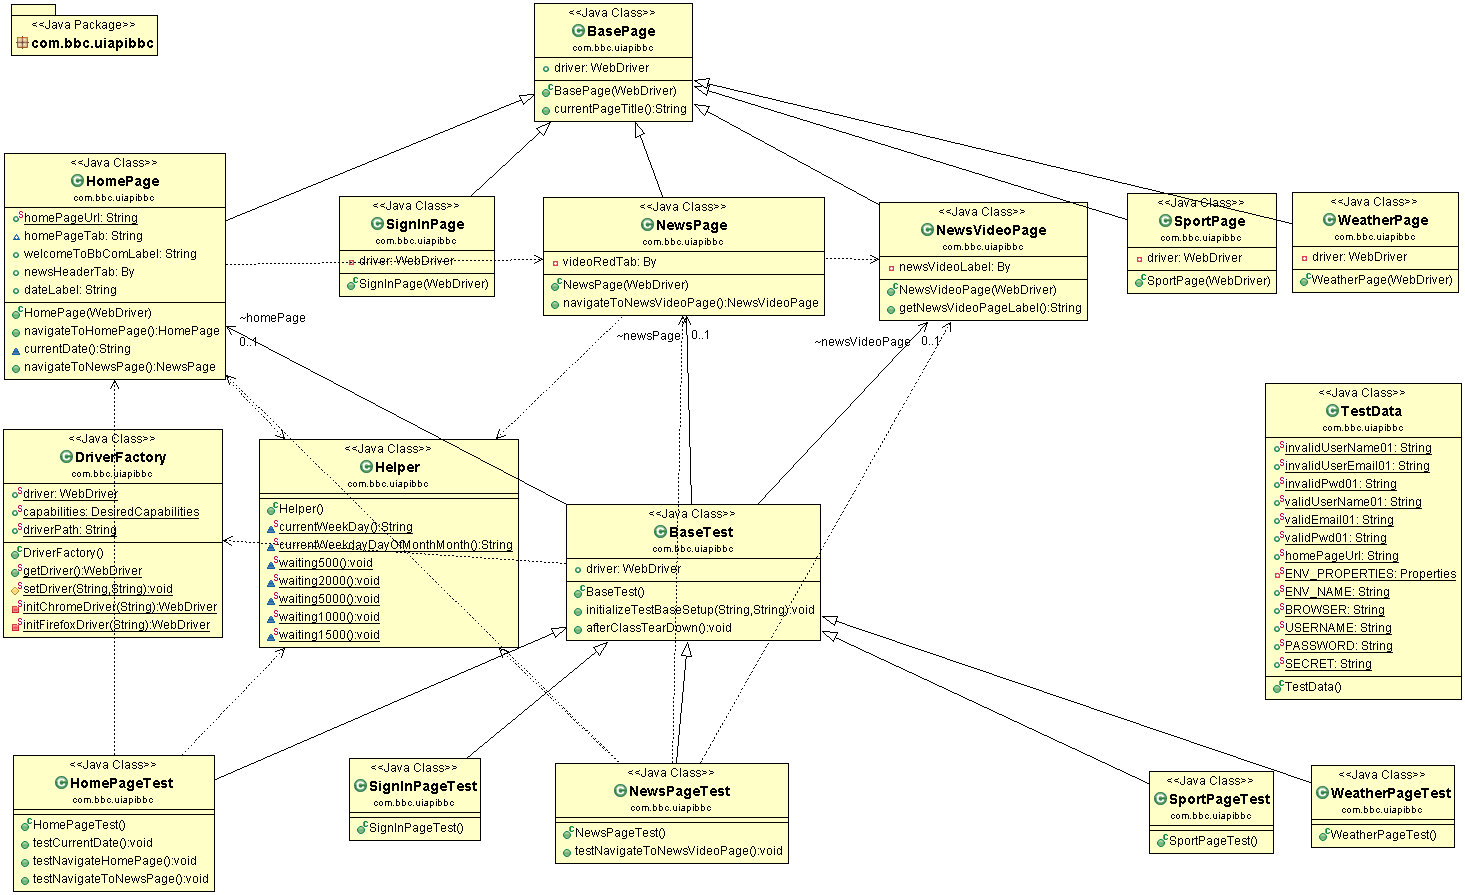 <<Java Package>>
com.bbc.uiapibbc
<<Java Class>>
BasePage
com.bbc.uiapibbc
driver: WebDriver
BasePage(WebDriver)
currentPageTitle():String
<<Java Class>>
HomePage
com.bbc.uiapibbc
homePageUrl: String
homePageTab: String
welcomeToBbComLabel: String
newsHeaderTab: By
dateLabel: String
HomePage(WebDriver)
navigateToHomePage():HomePage
currentDate():String
navigateToNewsPage():NewsPage
<<Java Class>>
SignInPage
com.bbc.uiapibbc
driver: WebDriver
SignInPage(WebDriver)
<<Java Class>>
NewsPage
com.bbc.uiapibbc
videoRedTab: By
NewsPage(WebDriver)
navigateToNewsVideoPage():NewsVideoPage
<<Java Class>>
NewsVideoPage
com.bbc.uiapibbc
newsVideoLabel: By
NewsVideoPage(WebDriver)
getNewsVideoPageLabel():String
<<Java Class>>
SportPage
com.bbc.uiapibbc
driver: WebDriver
SportPage(WebDriver)
<<Java Class>>
WeatherPage
com.bbc.uiapibbc
driver: WebDriver
WeatherPage(WebDriver)
~homePage
0..1
~newsPage
0..1
~newsVideoPage
0..1
<<Java Class>>
DriverFactory
com.bbc.uiapibbc
driver: WebDriver
capabilities: DesiredCapabilities
driverPath: String
DriverFactory()
getDriver():WebDriver
setDriver(String,String):void
initChromeDriver(String):WebDriver
initFirefoxDriver(String):WebDriver
<<Java Class>>
Helper
com.bbc.uiapibbc
Helper()
currentWeekDay():String
currentWeekdayDayOfMonthMonth():String
waiting500():void
waiting2000():void
waiting5000():void
waiting1000():void
waiting1500():void
<<Java Class>>
BaseTest
com.bbc.uiapibbc
driver: WebDriver
BaseTest()
initializeTestBaseSetup(String,String):void
afterClassTearDown():void
<<Java Class>>
TestData
com.bbc.uiapibbc
invalidUserName01: String
invalidUserEmail01: String
invalidPwd01: String
validUserName01: String
validEmail01: String
validPwd01: String
homePageUrl: String
ENV_PROPERTIES: Properties
ENV_NAME: String
BROWSER: String
USERNAME: String
PASSWORD: String
SECRET: String
TestData()
<<Java Class>>
HomePageTest
com.bbc.uiapibbc
HomePageTest()
testCurrentDate():void
testNavigateHomePage():void
testNavigateToNewsPage():void
<<Java Class>>
SignInPageTest
com.bbc.uiapibbc
SignInPageTest()
<<Java Class>>
NewsPageTest
com.bbc.uiapibbc
NewsPageTest()
testNavigateToNewsVideoPage():void
<<Java Class>>
SportPageTest
com.bbc.uiapibbc
SportPageTest()
<<Java Class>>
WeatherPageTest
com.bbc.uiapibbc
WeatherPageTest()